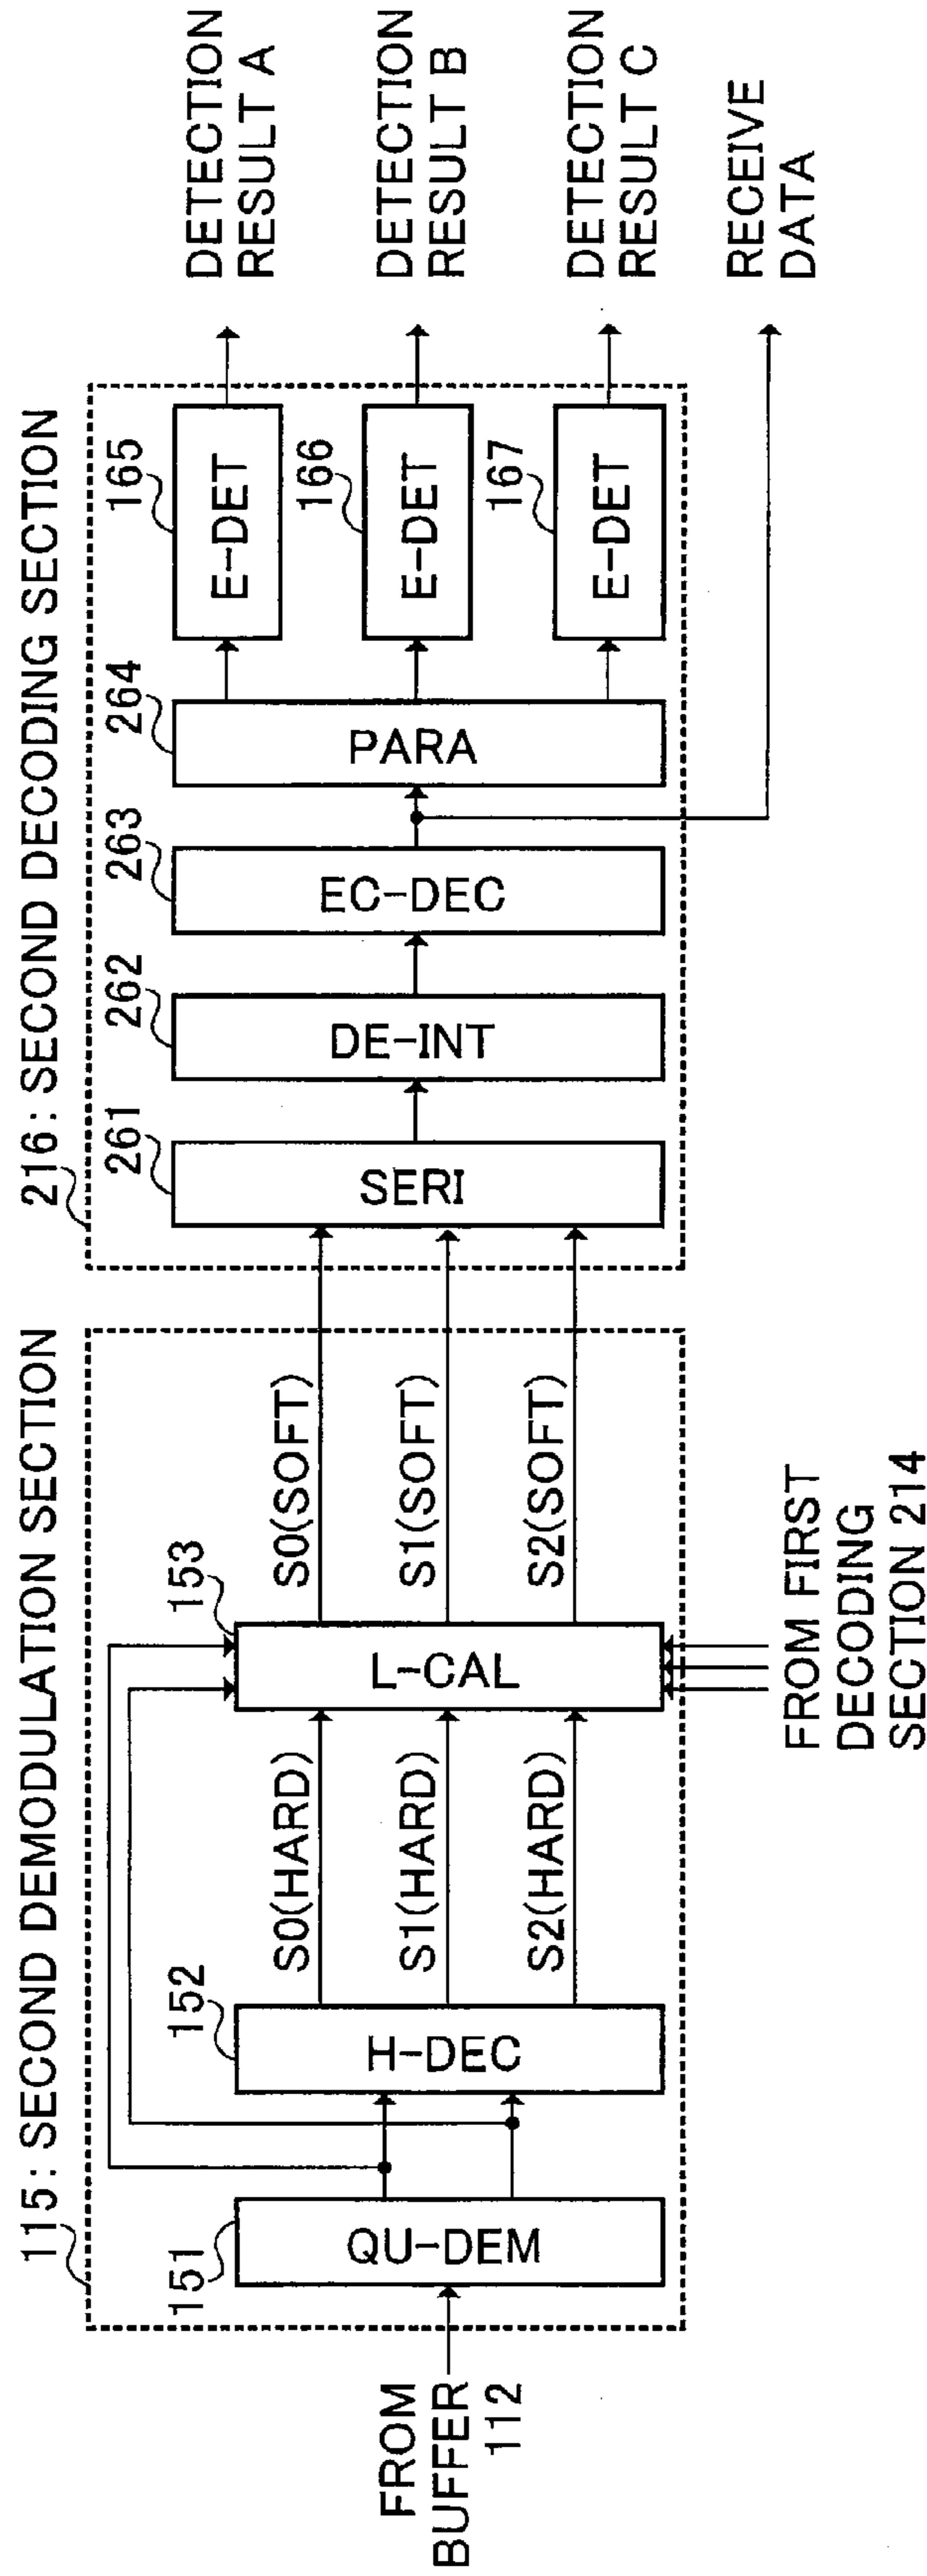 115: SECOND DEMODULATION SECTION
FROM
BUFFER
112
151
QU-DEM
152
H-DEC
S0(HARD)
S1(HARD)
S2(HARD)
153
L-CAL
FROM FIRST
DECODING
SECTION 214
S0(SOFT)
S1(SOFT)
S2(SOFT)
216: SECOND DECODING SECTION
261
SERI
262
DE-INT
263
EC-DEC
264
PARA
165
E-DET
166
E-DET
167
E-DET
DETECTION
RESULT A
DETECTION
RESULT B
DETECTION
RESULT C
RECEIVE
DATA